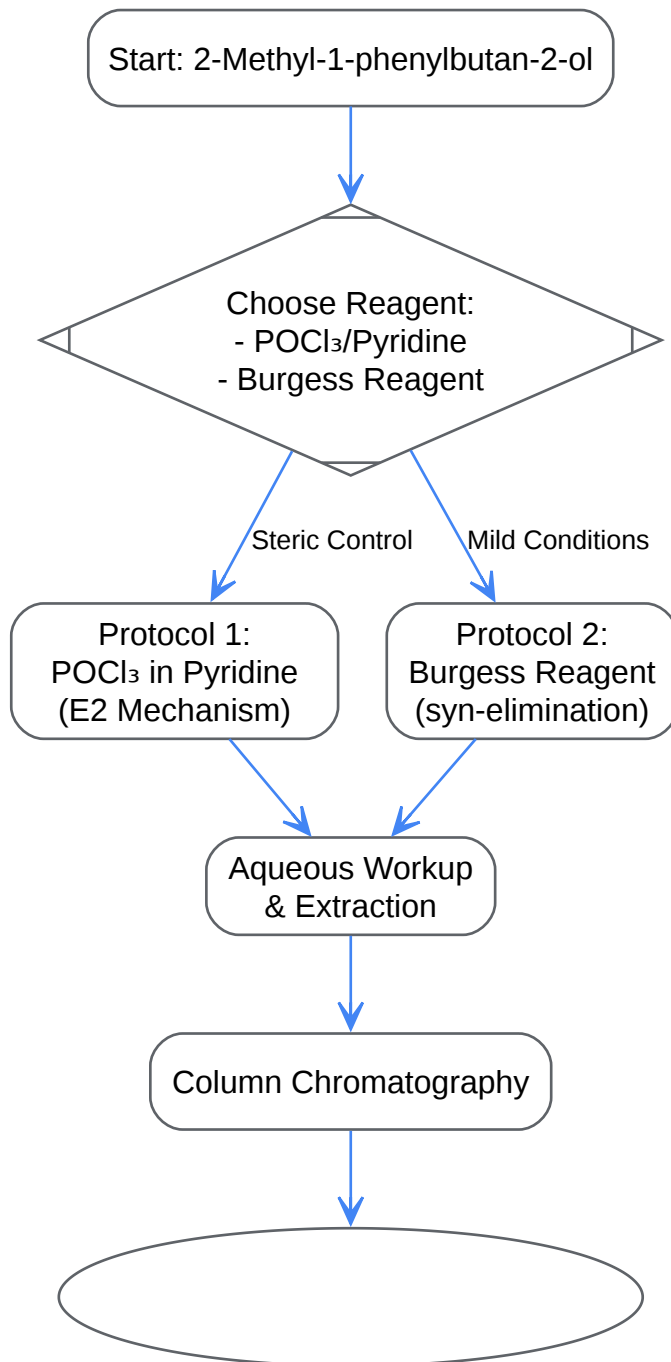 Start: 2-Methyl-1-phenylbutan-2-ol
Choose Reagent:
- POCl₃/Pyridine
- Burgess Reagent
Steric Control
Mild Conditions
Protocol 1:
POCl₃ in Pyridine
(E2 Mechanism)
Protocol 2:
Burgess Reagent
(syn-elimination)
Aqueous Workup
& Extraction
Column Chromatography